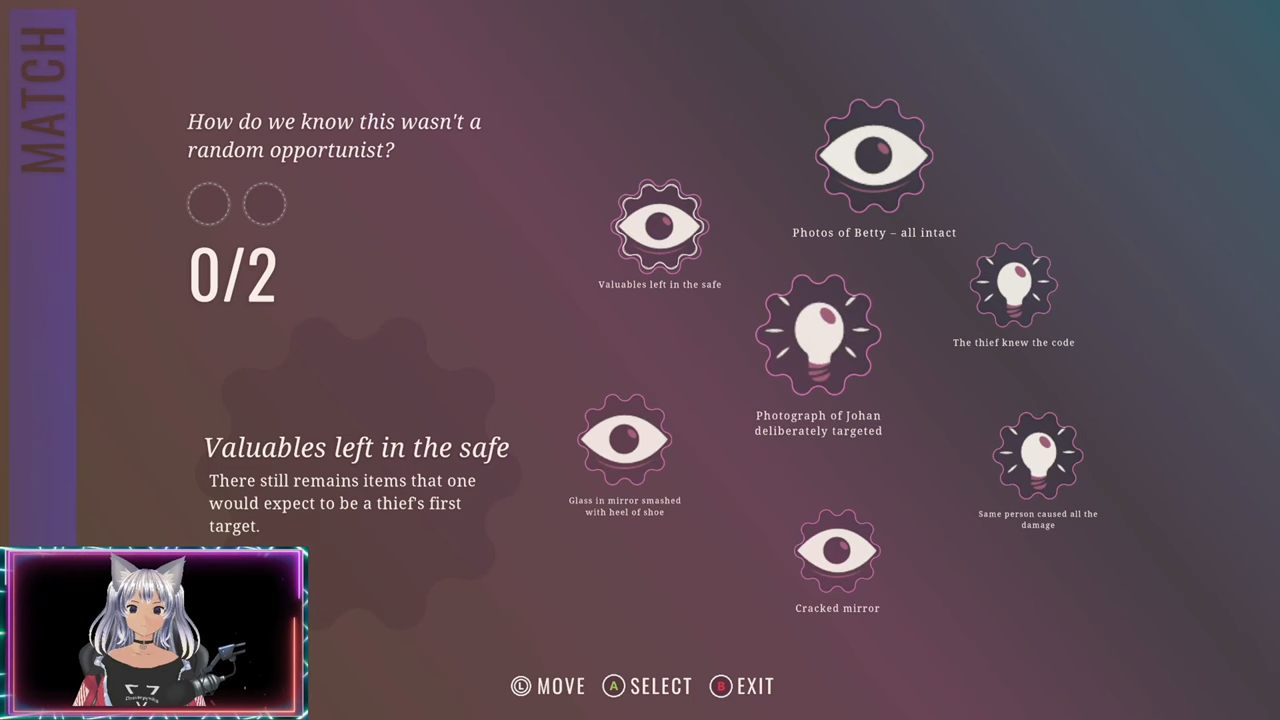 MATCH
How do we know this wasn't a
random opportunist?
0/2
Valuables left in the safe
There still remains items that one
would expect to be a thief's first
target.
Photos of Betty – all intact
Valuables left in the safe
The thief knew the code
Photograph of Johan
deliberately targeted
Glass in mirror smashed
with heel of shoe
Same person caused all the
damage
Cracked mirror
L MOVE A SELECT B EXIT